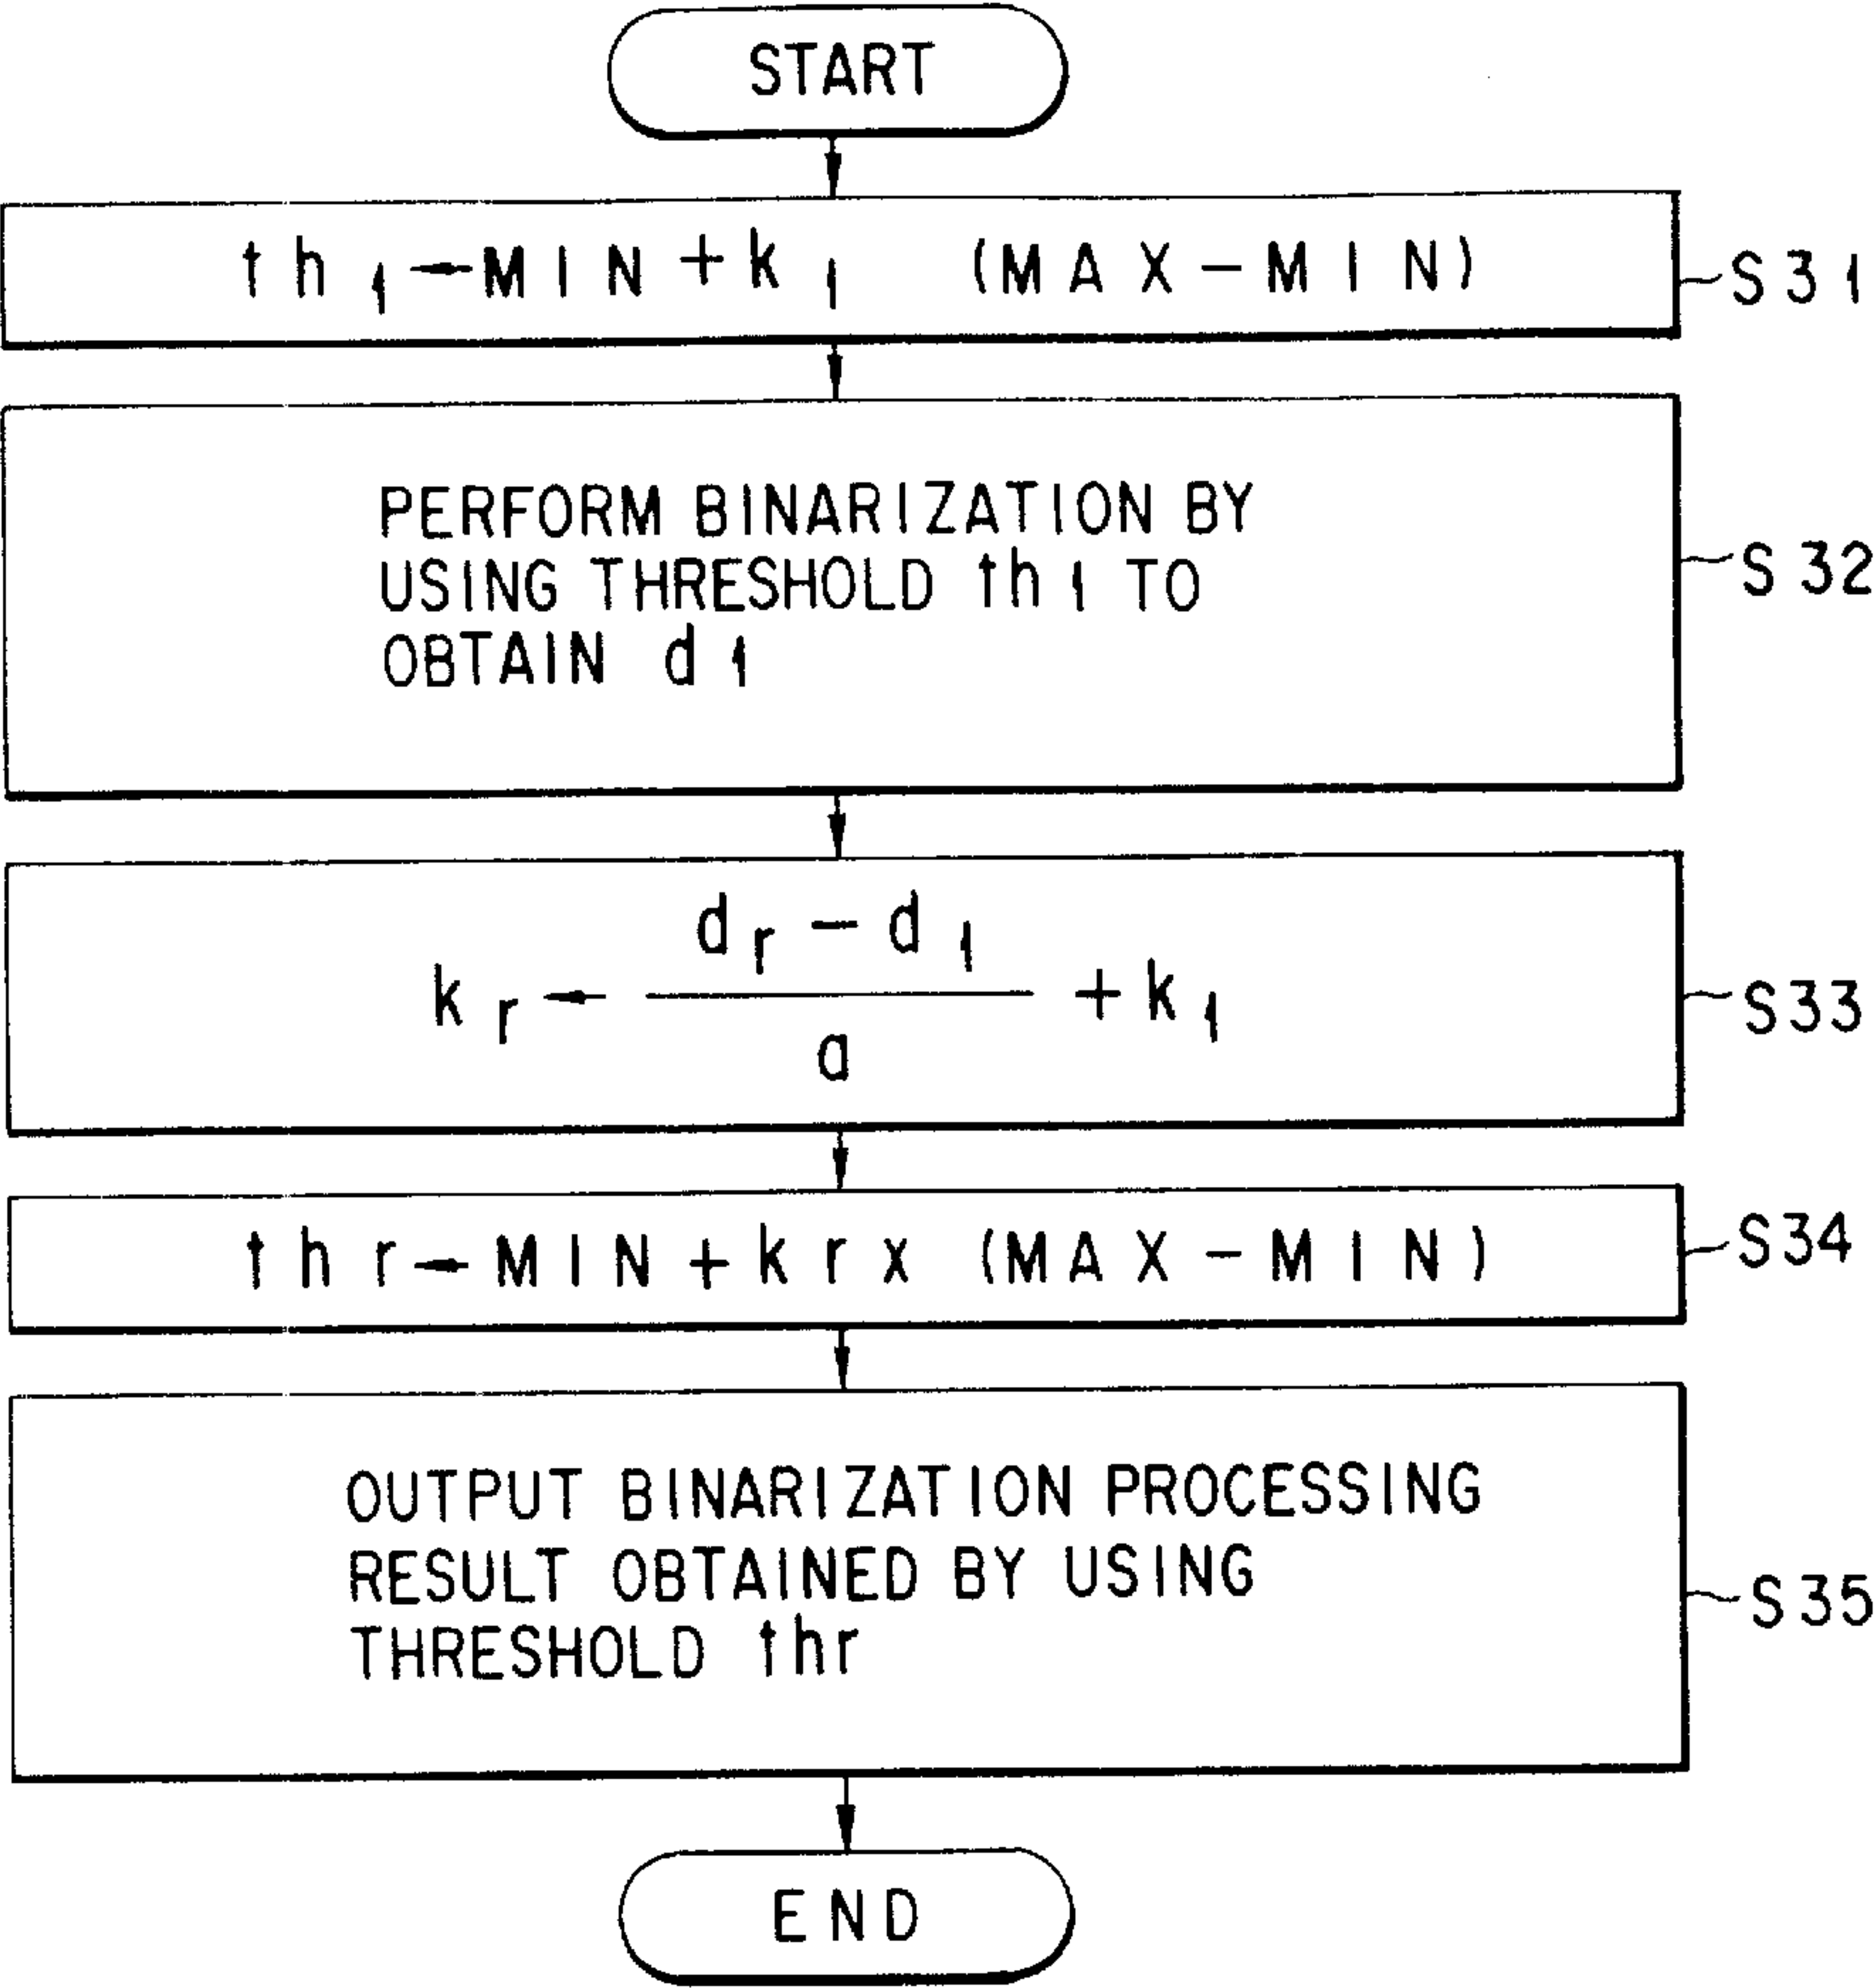 START
th₁←MIN+k₁ (MAX-MIN)
S31
PERFORM BINARIZATION BY
USING THRESHOLD th1 TO
OBTAIN d1
S32
dᵣ - d₁
kᵣ ← ――― + k₁
a
S33
thr←MIN+krx (MAX-MIN)
S34
OUTPUT BINARIZATION PROCESSING
RESULT OBTAINED BY USING
THRESHOLD thr
S35
END